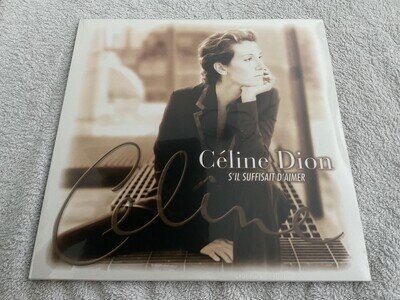 Céline Dion
S'IL SUFFISAIT D'AIMER
Céline